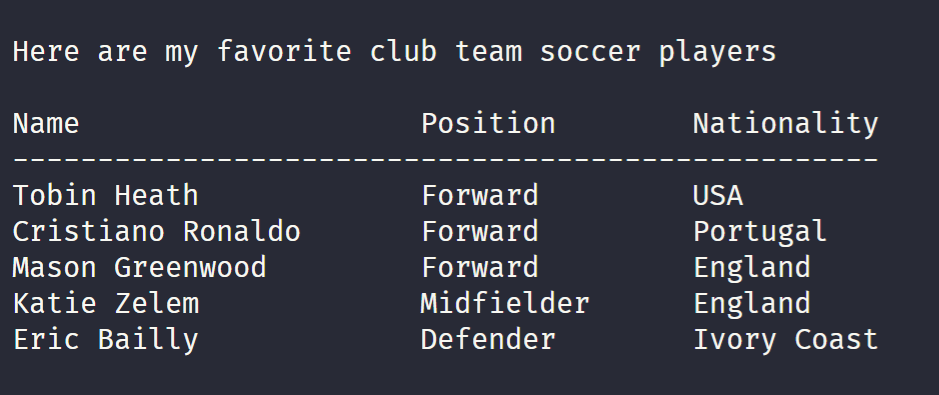 Here are my favorite club team soccer players
Name                    Position        Nationality
---------------------------------------------------
Tobin Heath             Forward         USA
Cristiano Ronaldo       Forward         Portugal
Mason Greenwood         Forward         England
Katie Zelem             Midfielder      England
Eric Bailly             Defender        Ivory Coast